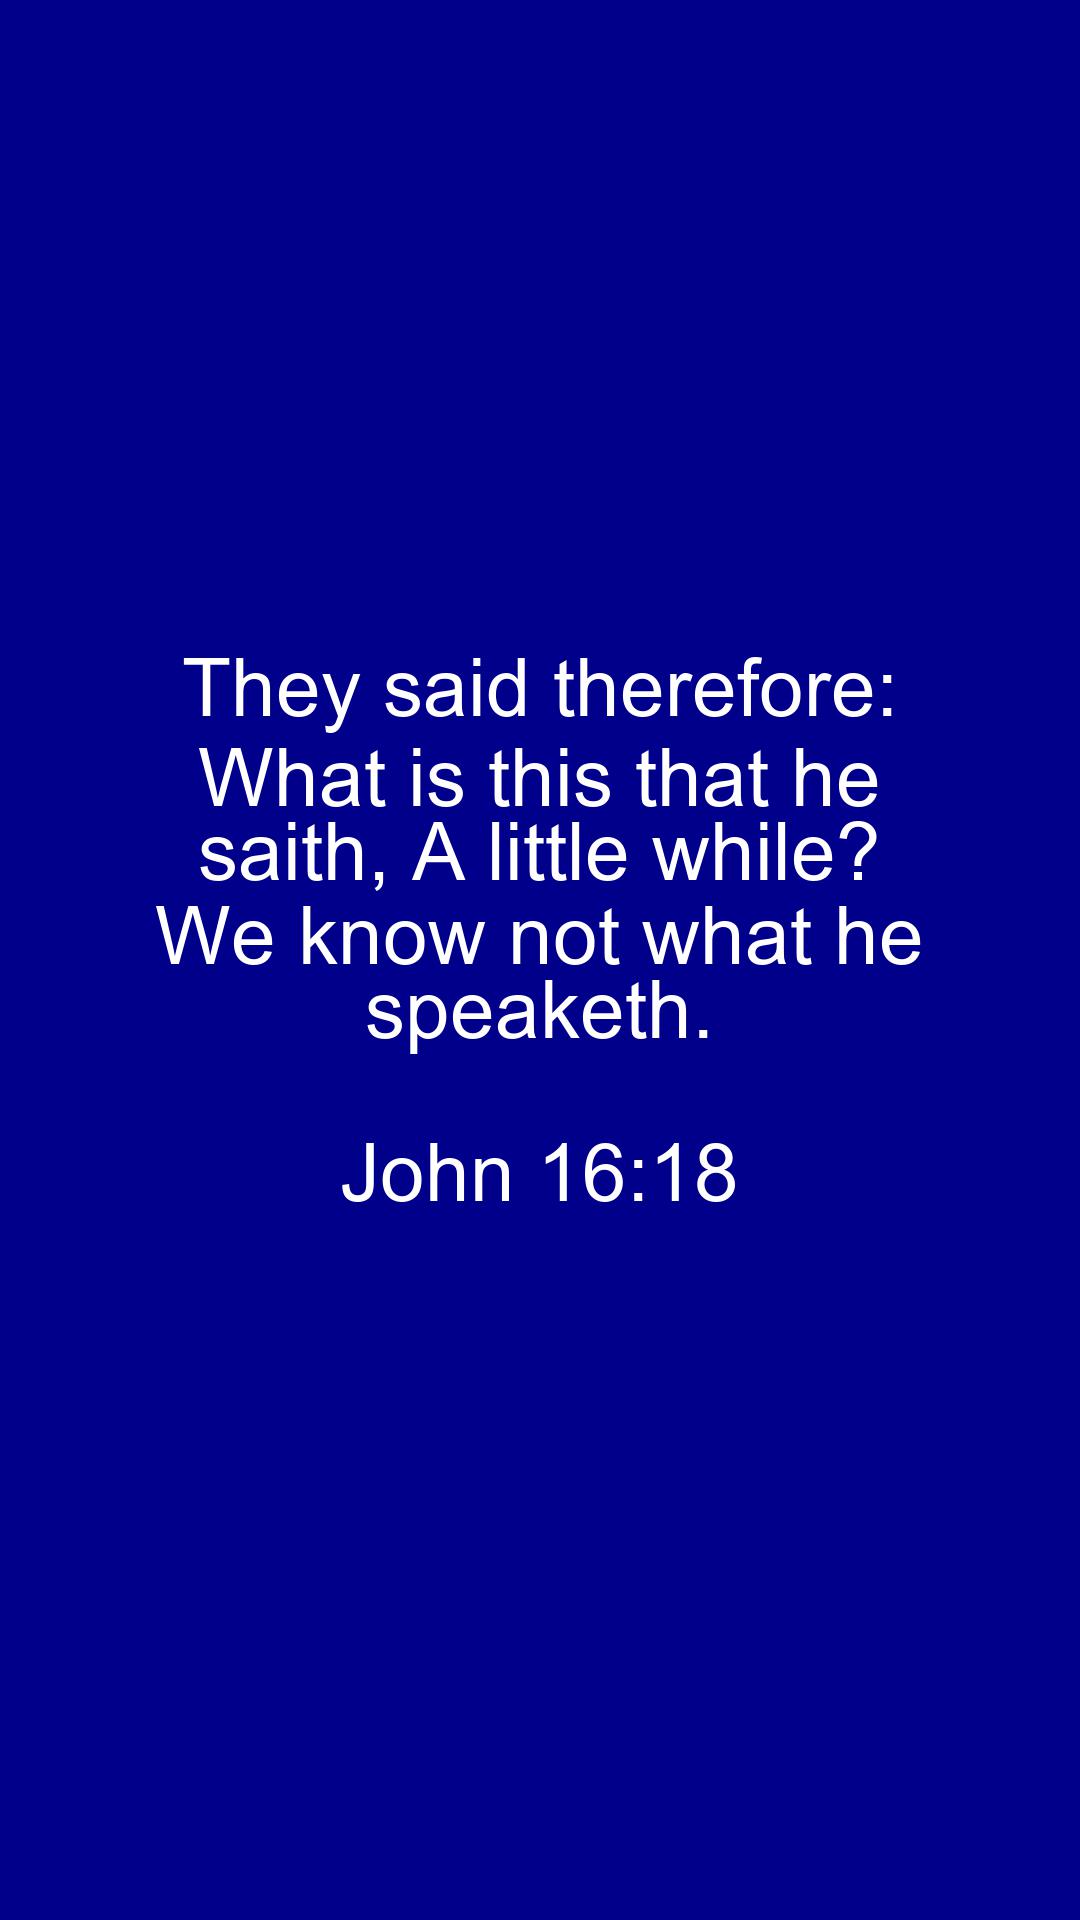 They said therefore:
What is this that he
saith, A little while?
We know not what he
speaketh.
John 16:18